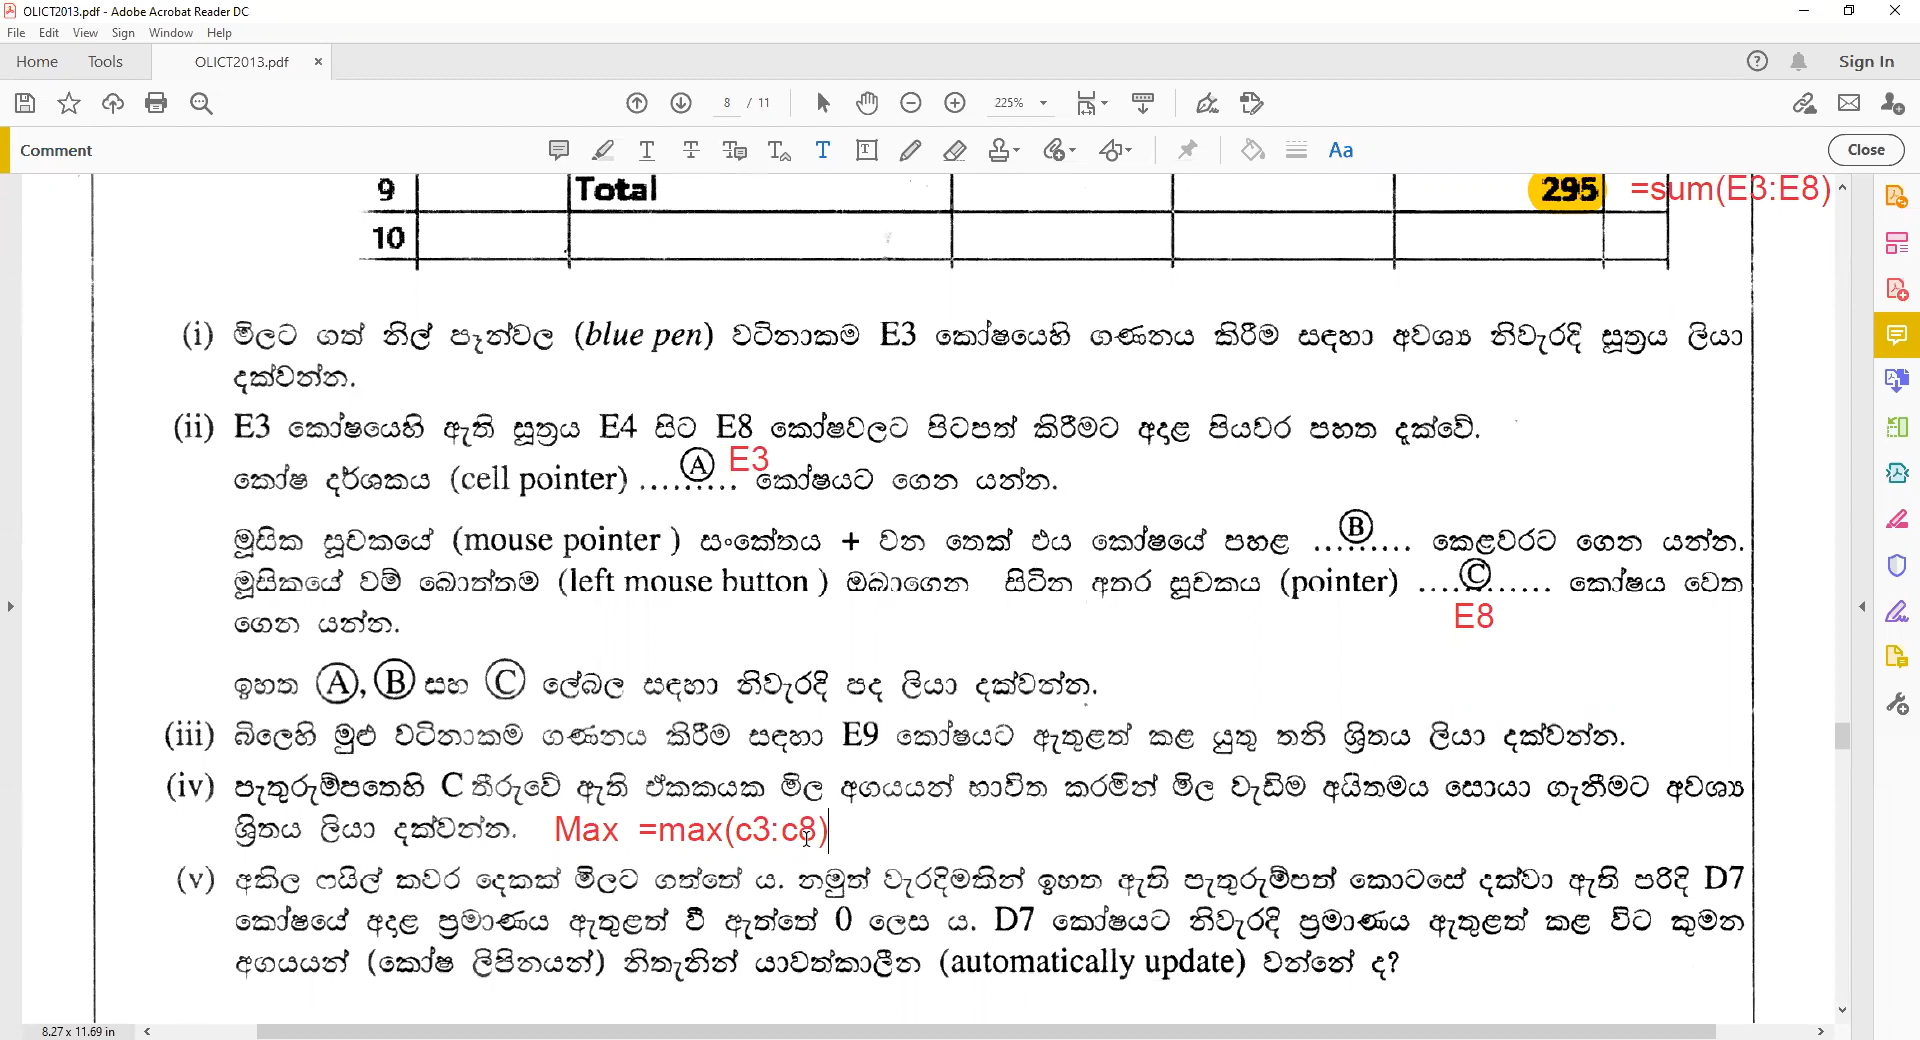 OLICT2013.pdf - Adobe Acrobat Reader DC
File Edit View Sign Window Help
Home Tools OLICT2013.pdf × Sign In
8 / 11 225%
Comment Close
9 Total 295 =sum(E3:E8)
10
(i) මිලට ගත් නිල් පෑන්වල (blue pen) වටිනාකම E3 කෝෂයෙහි ගණනය කිරීම සඳහා අවශ්‍ය නිවැරදි සූත්‍රය ලියා
දක්වන්න.
(ii) E3 කෝෂයෙහි ඇති සූත්‍රය E4 සිට E8 කෝෂවලට පිටපත් කිරීමට අදාළ පියවර පහත දක්වේ.
කෝෂ දර්ශකය (cell pointer) .....Ⓐ..... E3 කෝෂයට ගෙන යන්න.
මූසික සූචකයේ (mouse pointer ) සංකේතය + වන තෙක් එය කෝෂයේ පහළ .....Ⓑ..... කෙළවරට ගෙන යන්න.
මූසිකයේ වම් බොත්තම (left mouse button ) ඔබාගෙන සිටින අතර සූචකය (pointer) .....Ⓒ....... කෝෂය වෙත
E8
ගෙන යන්න.
ඉහත Ⓐ, Ⓑ සහ Ⓒ ලේබල සඳහා නිවැරදි පද ලියා දක්වන්න.
(iii) බිලෙහි මුළු වටිනාකම ගණනය කිරීම සඳහා E9 කෝෂයට ඇතුළත් කළ යුතු තනි ශ්‍රිතය ලියා දක්වන්න.
(iv) පැතුරුම්පතෙහි C තීරුවේ ඇති ඒකකයක මිල අගයයන් භාවිත කරමින් මිල වැඩිම අයිතමය සොයා ගැනීමට අවශ්‍ය
ශ්‍රිතය ලියා දක්වන්න. Max =max(c3:c8)
(v) අකිල ෆයිල් කවර දෙකක් මිලට ගත්තේ ය. නමුත් වැරදිමකින් ඉහත ඇති පැතුරුම්පත් කොටසේ දක්වා ඇති පරිදි D7
කෝෂයේ අදාළ ප්‍රමාණය ඇතුළත් වී ඇත්තේ 0 ලෙස ය. D7 කෝෂයට නිවැරදි ප්‍රමාණය ඇතුළත් කළ විට කුමන
අගයයන් (කෝෂ ලිපිනයන්) නිතැනින් යාවත්කාලීන (automatically update) වන්නේ ද?
8.27 x 11.69 in